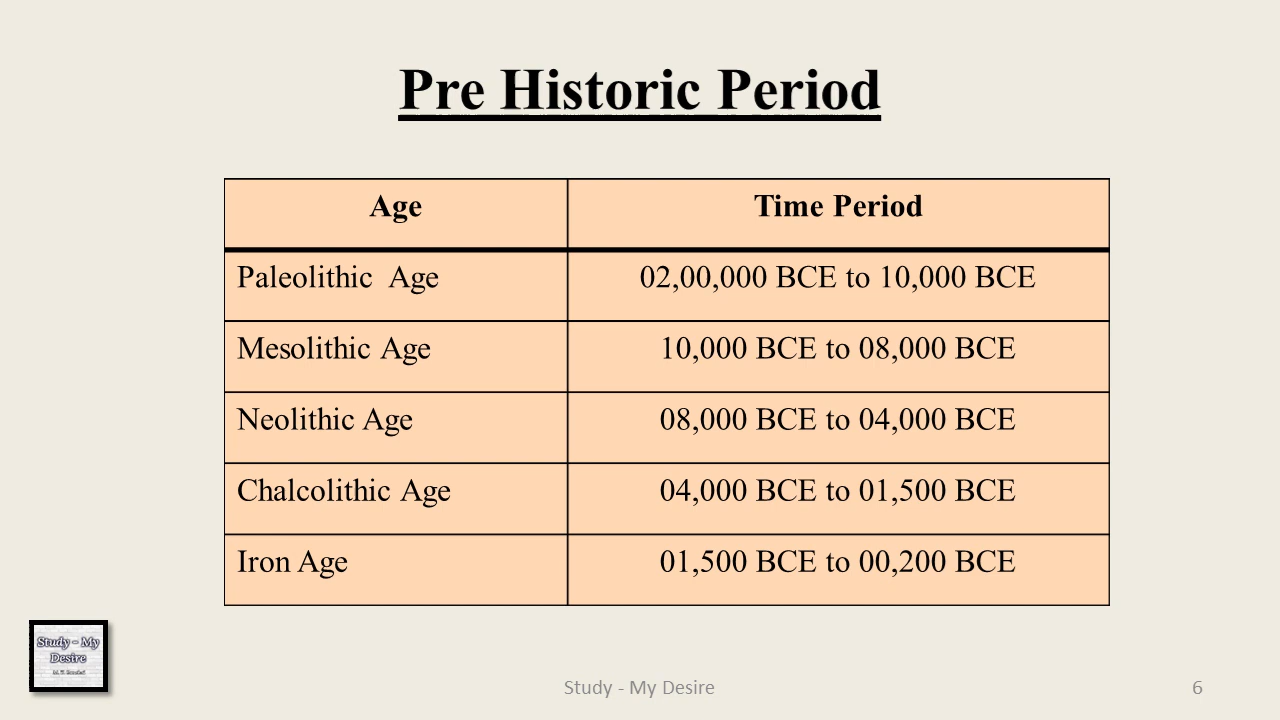 Pre Historic Period
Age Time Period
Paleolithic Age 02,00,000 BCE to 10,000 BCE
Mesolithic Age 10,000 BCE to 08,000 BCE
Neolithic Age 08,000 BCE to 04,000 BCE
Chalcolithic Age 04,000 BCE to 01,500 BCE
Iron Age 01,500 BCE to 00,200 BCE
Study - My
Desire
Study - My Desire 6